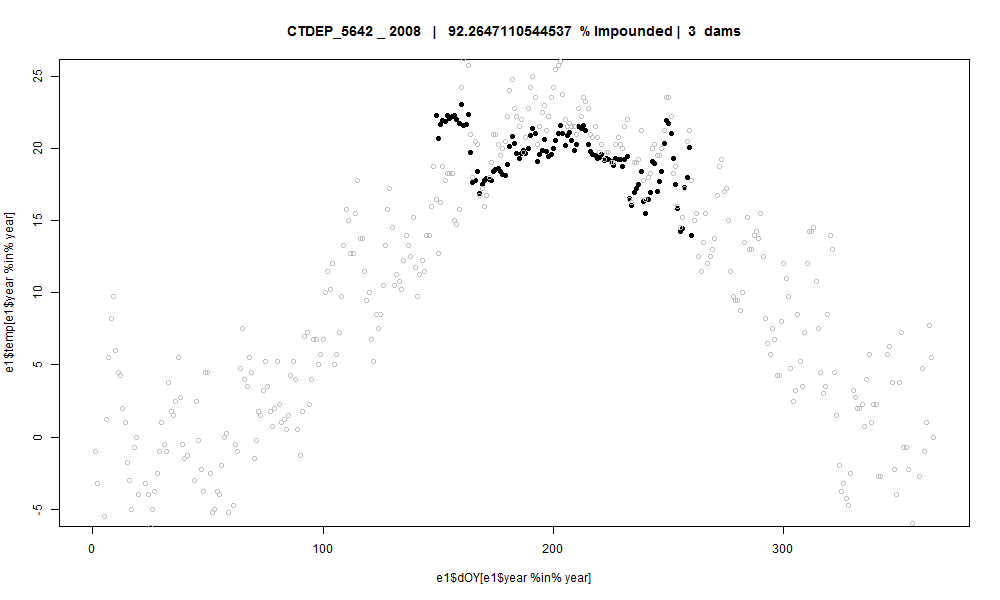 CTDEP_5642 _ 2008 | 92.2647110544537 % Impounded | 3 dams
25
20
15
10
5
0
-5
e1$temp[e1$year %in% year]
0 100 200 300
e1$dOY[e1$year %in% year]